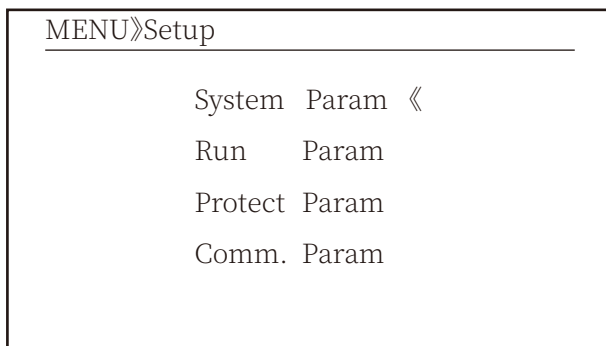 MENU》Setup
System Param 《
Run Param
Protect Param
Comm. Param